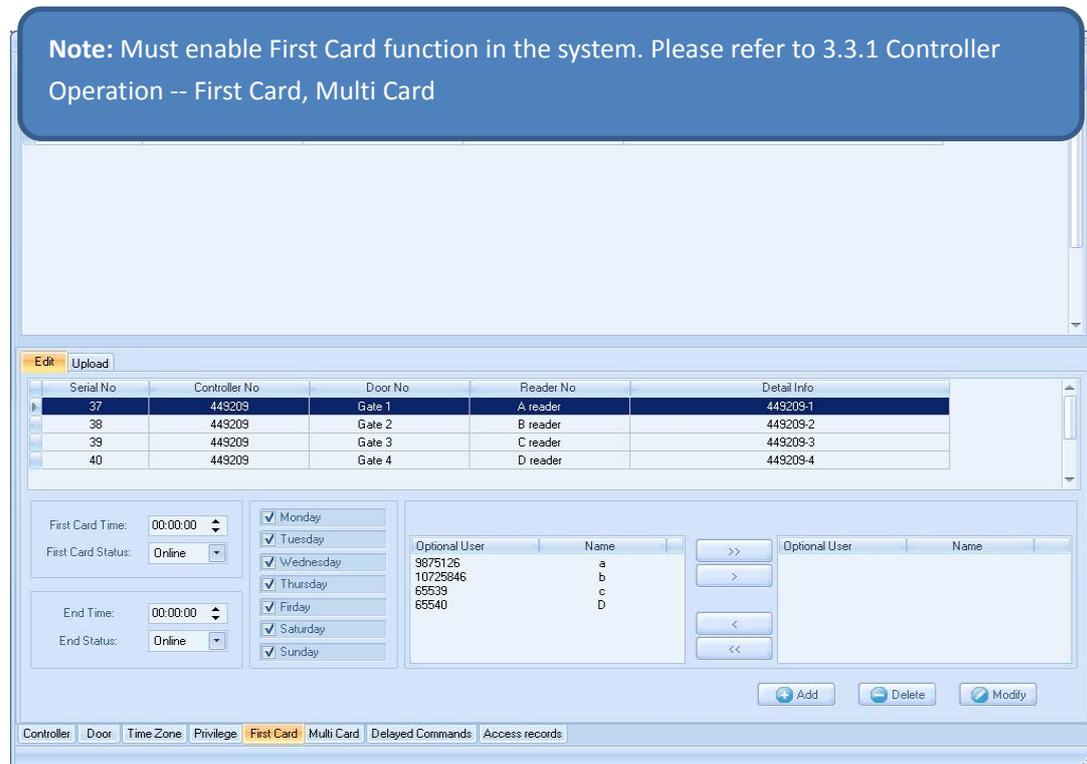 Note: Must enable First Card function in the system. Please refer to 3.3.1 Controller
Operation -- First Card, Multi Card
Edit Upload
Serial No Controller No Door No Reader No Detail Info
37 449209 Gate 1 A reader 449209-1
38 449209 Gate 2 B reader 449209-2
39 449209 Gate 3 C reader 449209-3
40 449209 Gate 4 D reader 449209-4
First Card Time: 00:00:00
First Card Status: Online
End Time: 00:00:00
End Status: Online
Monday
Tuesday
Wednesday
Thursday
Firday
Saturday
Sunday
Optional User Name
9875126 a
10725846 b
65539 c
65540 D
>>
>
<
<<
Optional User Name
Add Delete Modify
Controller Door Time Zone Privilege First Card Multi Card Delayed Commands Access records